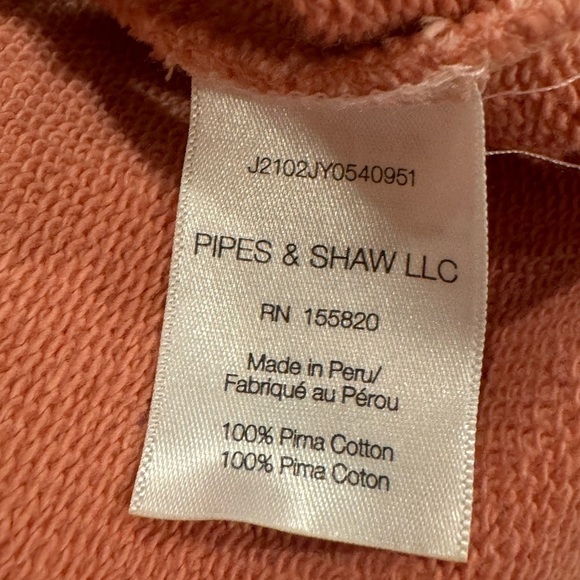 J2102JY0540951
PIPES & SHAW LLC
RN 155820
Made in Peru/
Fabriqué au Pérou
100% Pima Cotton
100% Pima Coton